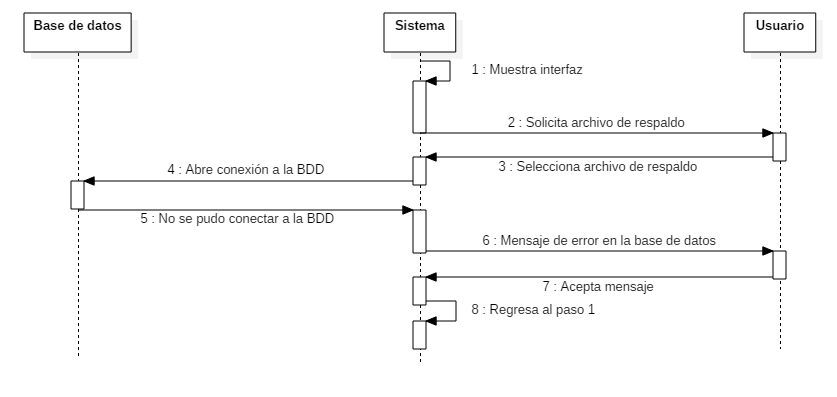 Base de datos
Sistema
Usuario
1 : Muestra interfaz
2 : Solicita archivo de respaldo
3 : Selecciona archivo de respaldo
4 : Abre conexión a la BDD
5 : No se pudo conectar a la BDD
6 : Mensaje de error en la base de datos
7 : Acepta mensaje
8 : Regresa al paso 1